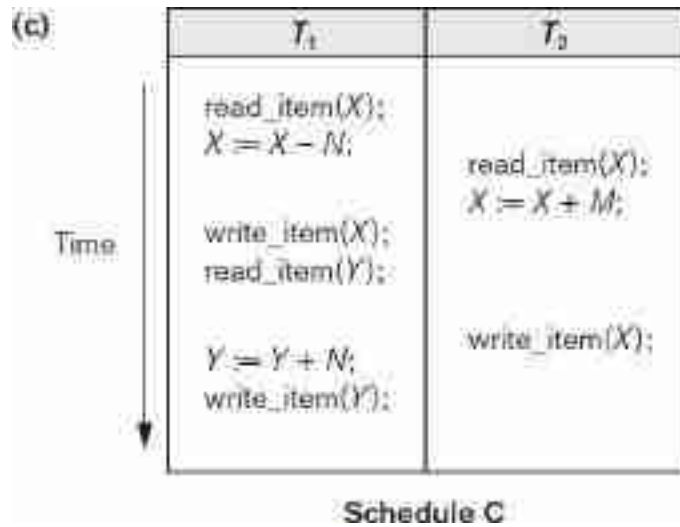 (c)
T₁
T₂
Time
read_item(X);
X := X – N;
read_item(X);
X := X + M;
write_item(X);
read_item(Y);
write_item(X);
Y := Y + N;
write_item(Y);
Schedule C